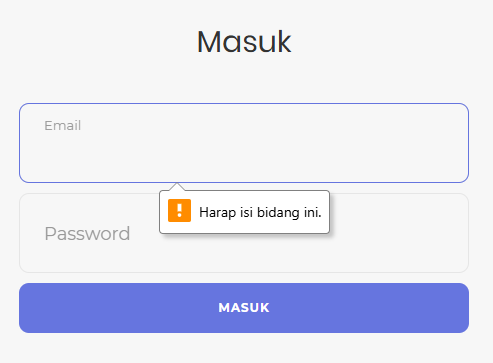 Masuk
Email
Harap isi bidang ini.
Password
MASUK